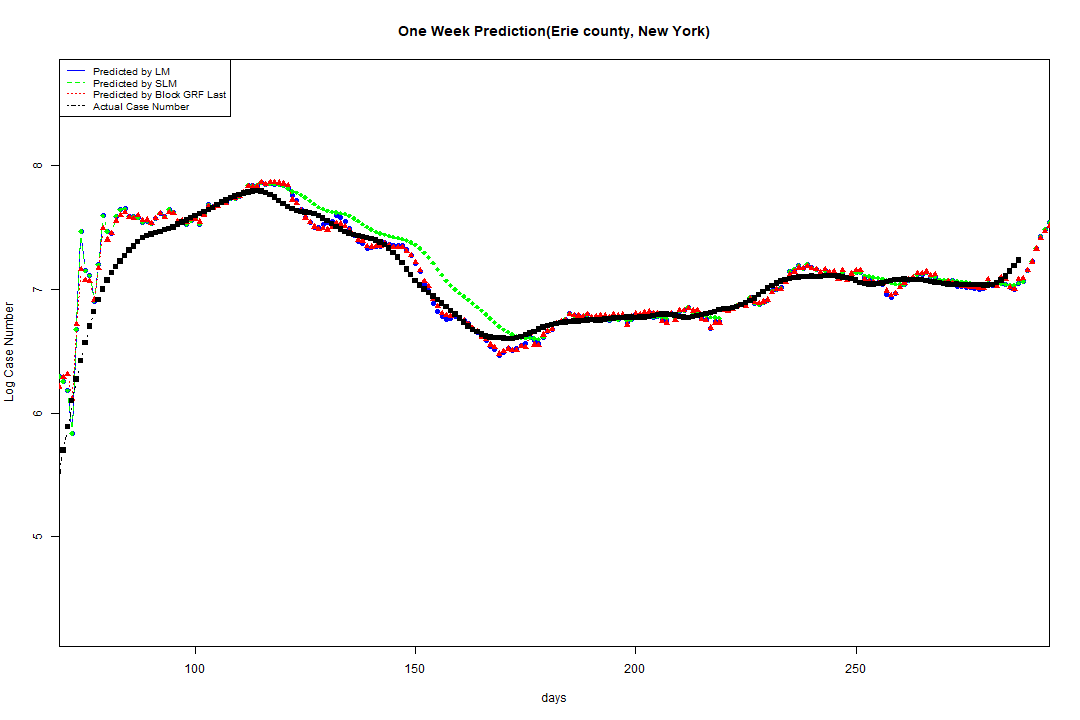 One Week Prediction(Erie county, New York)
Predicted by LM
Predicted by SLM
Predicted by Block GRF Last
Actual Case Number
8
7
6
5
Log Case Number
100 150 200 250
days